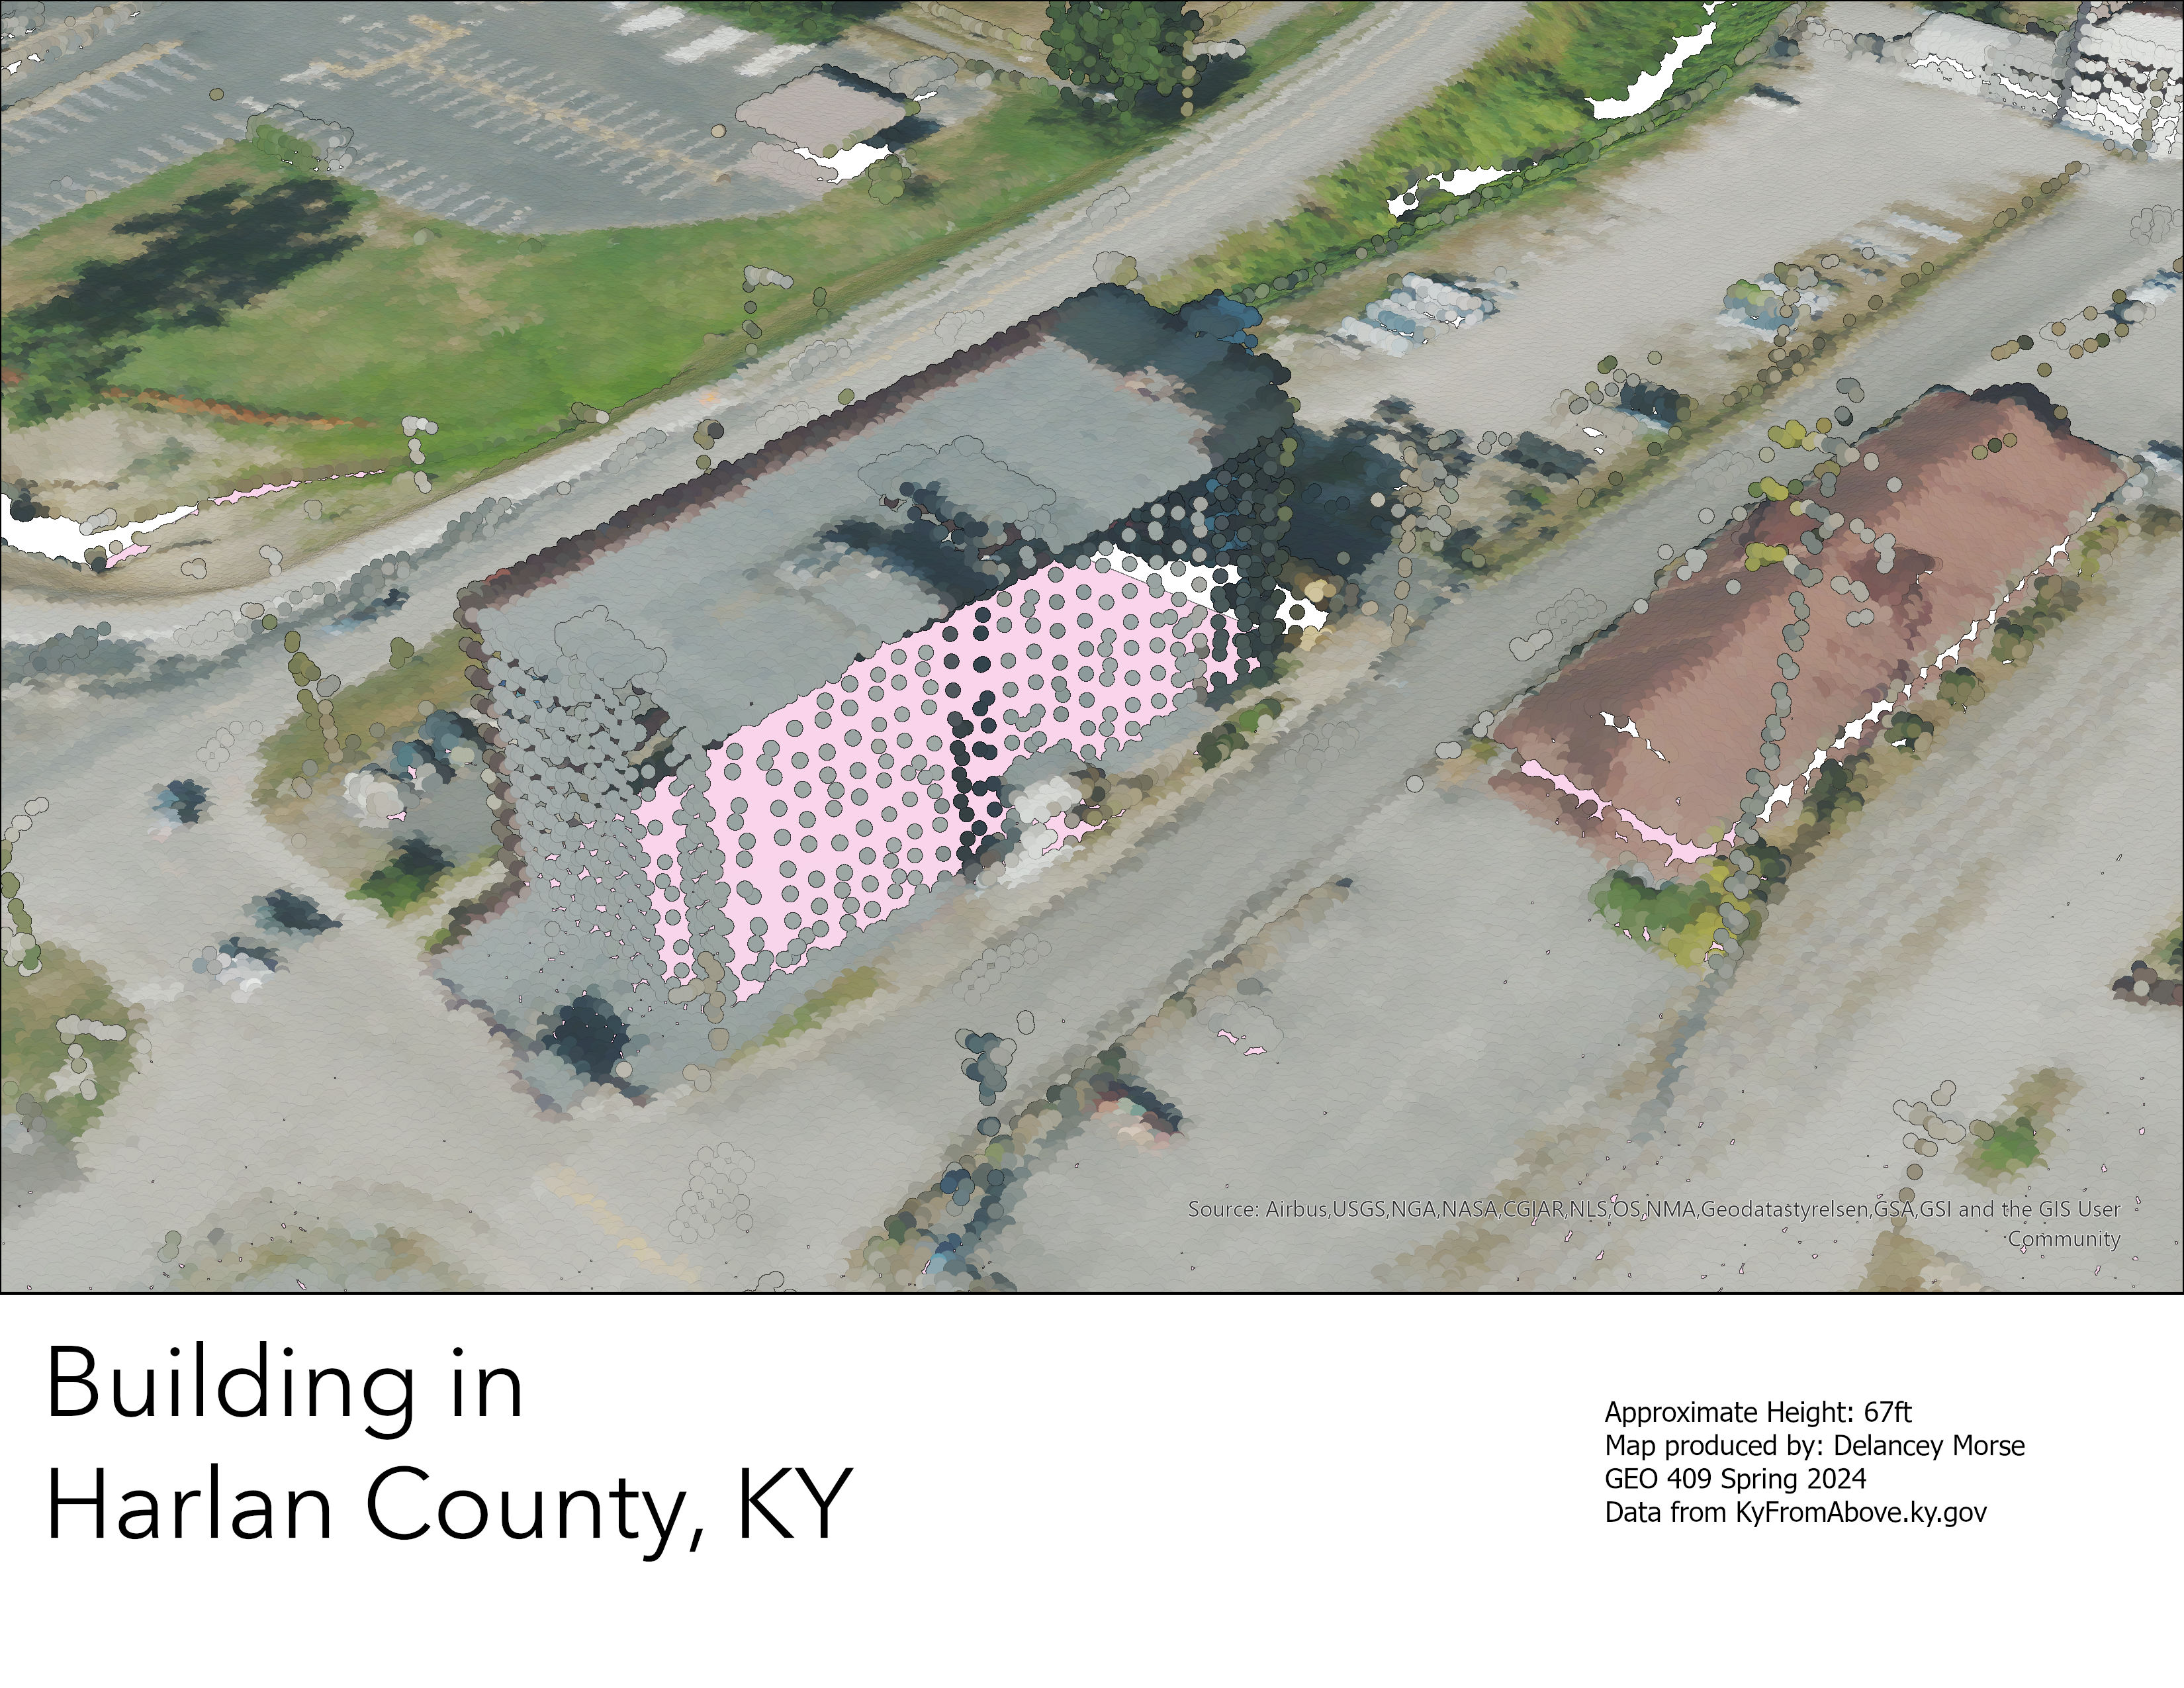 Source: Airbus,USGS,NGA,NASA,CGIAR,NLS,OS,NMA,Geodatastyrelsen,GSA,GSI and the GIS User
Community
Building in
Harlan County, KY
Approximate Height: 67ft
Map produced by: Delancey Morse
GEO 409 Spring 2024
Data from KyFromAbove.ky.gov